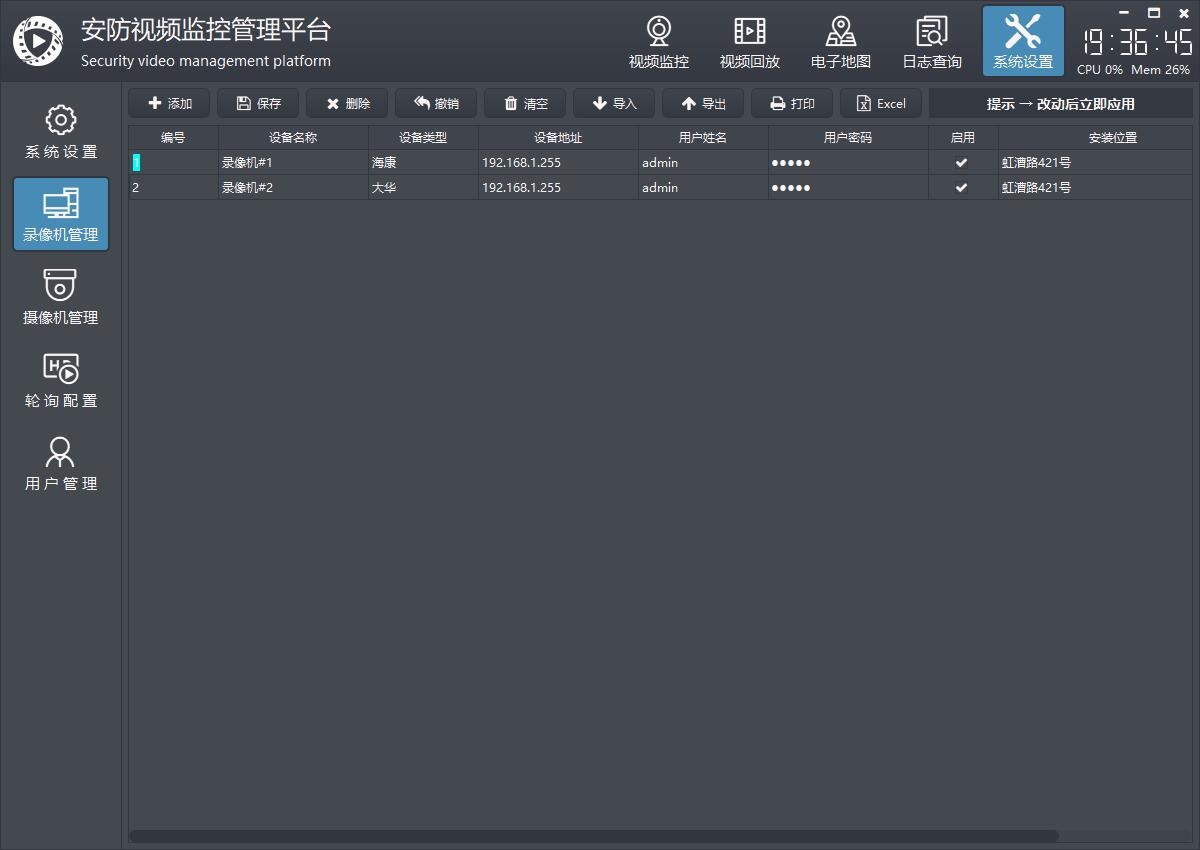 安防视频监控管理平台
Security video management platform
视频监控 视频回放 电子地图 日志查询 系统设置
19:36:45
CPU 0% Mem 26%
系统设置
录像机管理
摄像机管理
轮询配置
用户管理
添加 保存 删除 撤销 清空 导入 导出 打印 Excel 提示 → 改动后立即应用
编号 设备名称 设备类型 设备地址 用户姓名 用户密码 启用 安装位置
1 录像机#1 海康 192.168.1.255 admin ●●●●● ✔ 虹漕路421号
2 录像机#2 大华 192.168.1.255 admin ●●●●● ✔ 虹漕路421号